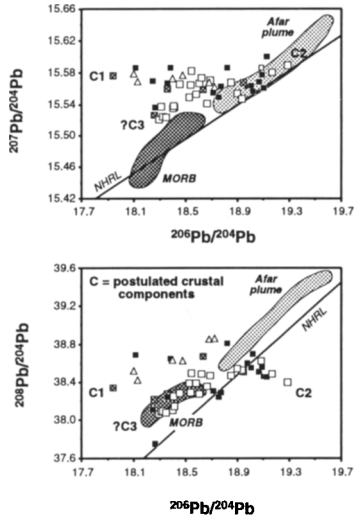 15.66
15.62
15.58
15.54
15.50
15.46
15.42
207Pb/204Pb
Afar
plume
C1
C2
?C3
MORB
NHRL
17.7 18.1 18.5 18.9 19.3 19.7
206Pb/204Pb
39.6
39.2
38.8
38.4
38.0
37.6
208Pb/204Pb
C = postulated crustal
components
Afar
plume
NHRL
C1
C2
?C3
MORB
17.7 18.1 18.5 18.9 19.3 19.7
206Pb/204Pb